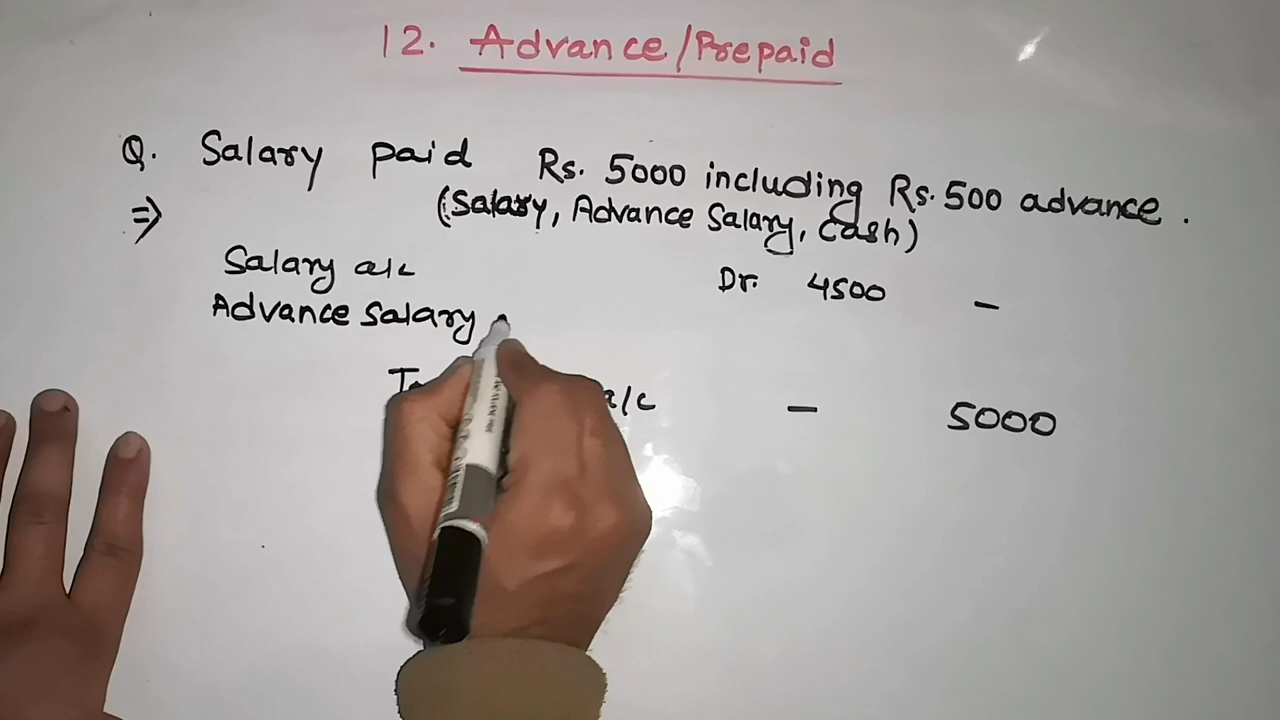 12. Advance/Prepaid
Q. Salary paid Rs. 5000 including Rs. 500 advance.
⇒ (Salary, Advance Salary, Cash)
Salary a/c Dr. 4500 –
Advance Salary
To a/c – 5000